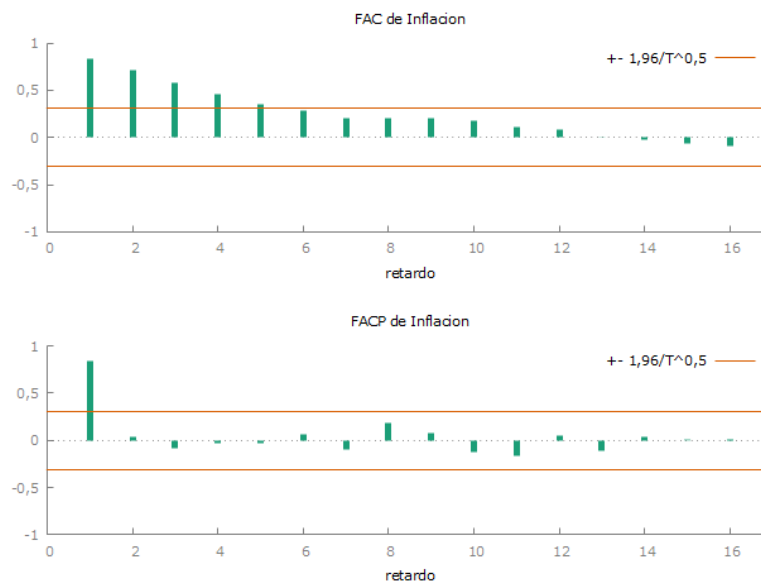 FAC de Inflacion
+- 1,96/T^0,5
1
0,5
0
-0,5
-1
0 2 4 6 8 10 12 14 16
retardo
FACP de Inflacion
+- 1,96/T^0,5
1
0,5
0
-0,5
-1
0 2 4 6 8 10 12 14 16
retardo